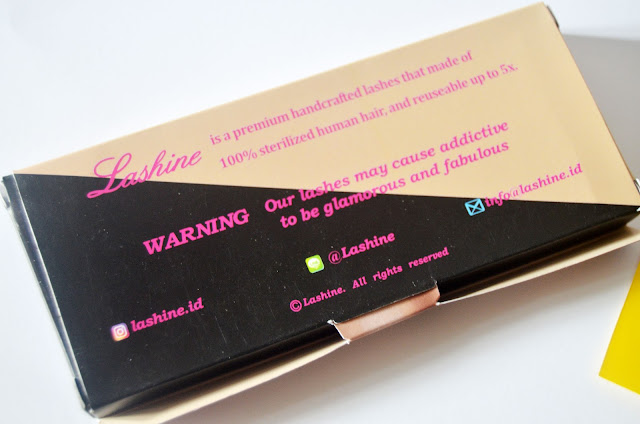 Lashine is a premium handcrafted lashes that made of
100% sterilized human hair, and reuseable up to 5x.
WARNING Our lashes may cause addictive
to be glamorous and fabulous
info@lashine.id
@Lashine
lashine.id
©Lashine. All rights reserved